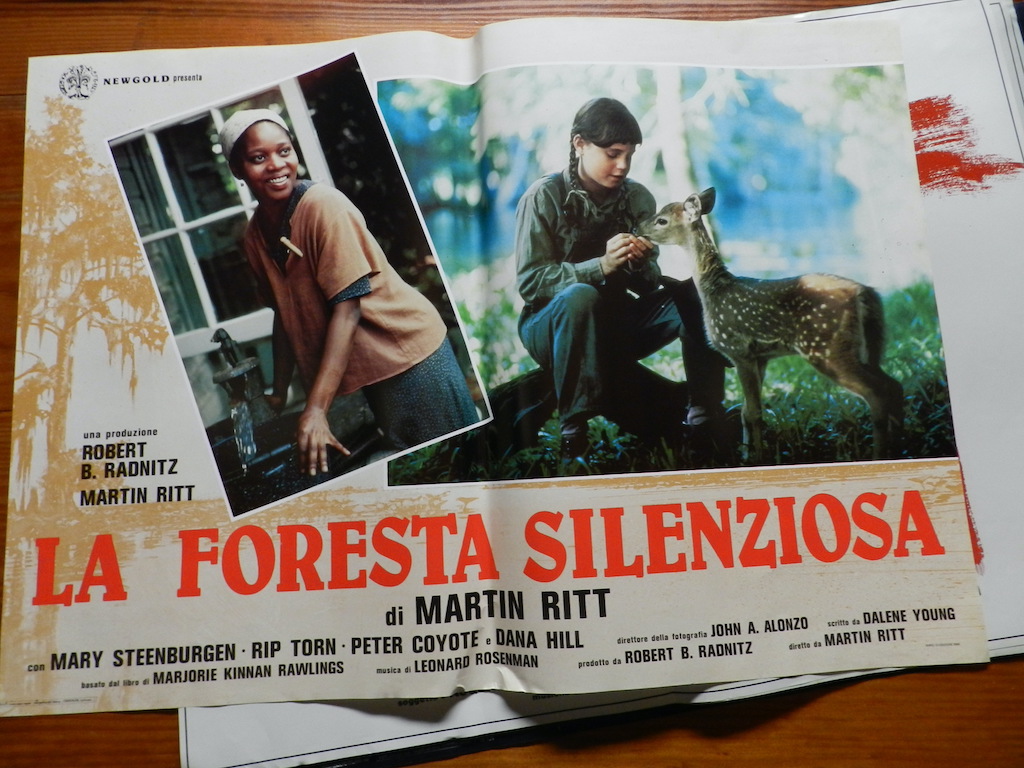 NEWGOLD presenta
una produzione
ROBERT
B. RADNITZ
MARTIN RITT
LA FORESTA SILENZIOSA
di MARTIN RITT
con MARY STEENBURGEN · RIP TORN · PETER COYOTE e DANA HILL
basato dal libro di MARJORIE KINNAN RAWLINGS
musica di LEONARD ROSENMAN
direttore della fotografia JOHN A. ALONZO
scritto da DALENE YOUNG
prodotto da ROBERT B. RADNITZ
diretto da MARTIN RITT